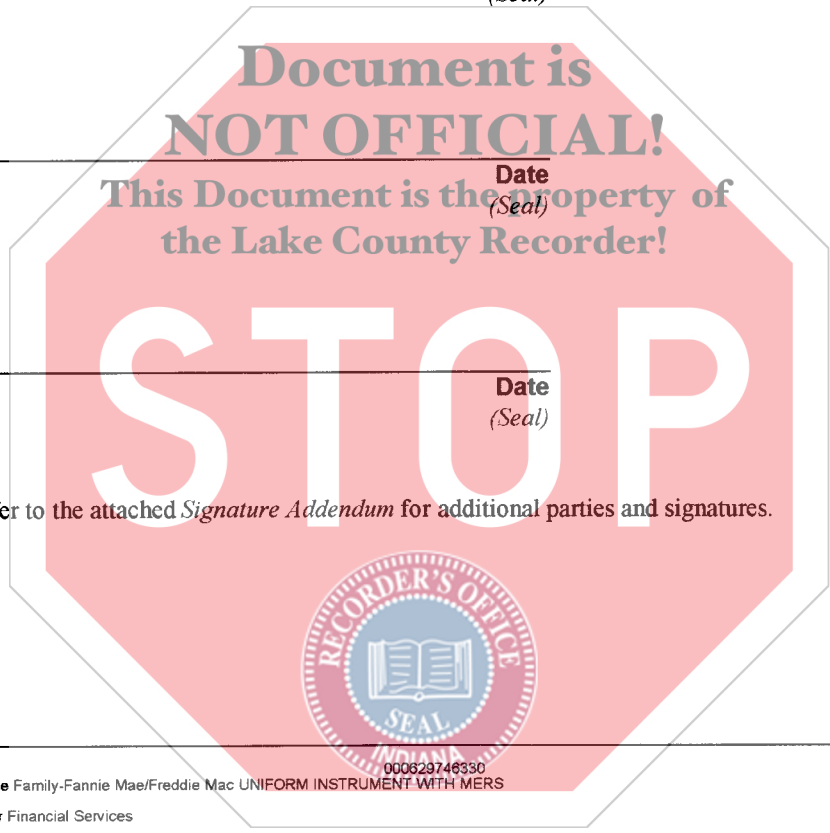 (Seal)
Document is
NOT OFFICIAL!
Date
This Document is the property of
(Seal)
the Lake County Recorder!
STOP
Date
(Seal)
er to the attached Signature Addendum for additional parties and signatures.
RECORDER'S OFFICE
SEAL
INDIANA
000629746330
e Family-Fannie Mae/Freddie Mac UNIFORM INSTRUMENT WITH MERS
r Financial Services